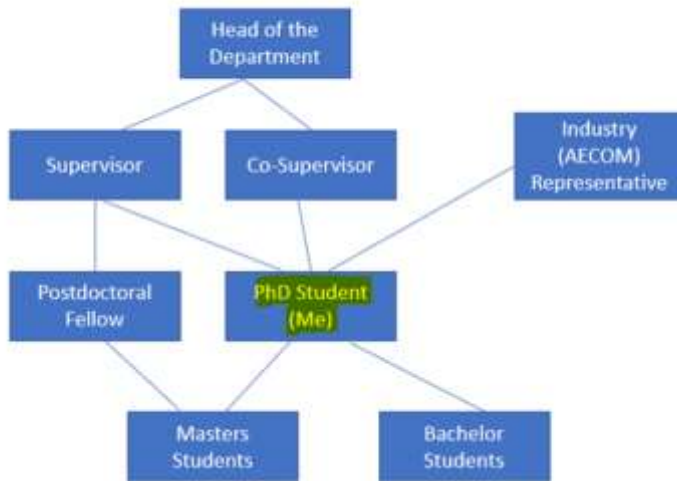 Head of the
Department
Supervisor
Co-Supervisor
Industry
(AECOM)
Representative
Postdoctoral
Fellow
PhD Student
(Me)
Masters
Students
Bachelor
Students